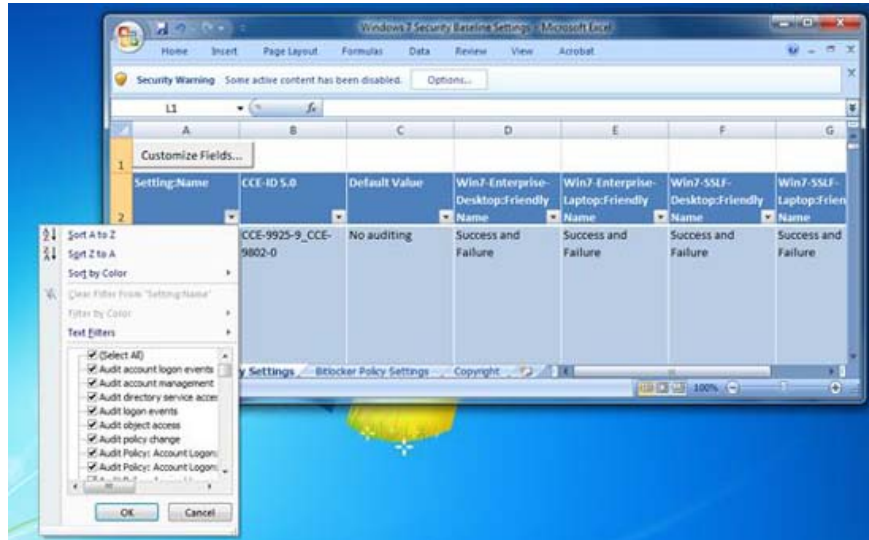 Windows 7 Security Baseline Settings - Microsoft Excel
Home Insert Page Layout Formulas Data Review View Acrobat
Security Warning Some active content has been disabled. Options...
L1 fx
A B C D E F G
Customize Fields...
1
Setting:Name CCE-ID 5.0 Default Value Win7-Enterprise- Win7-Enterprise- Win7-SSLF- Win7-SSLF-
Desktop:Friendly Laptop:Friendly Desktop:Friendly Laptop:Frien
2 Name Name Name Name
CCE-9925-9_CCE- No auditing Success and Success and Success and Success and
9802-0 Failure Failure Failure Failure
Sort A to Z
Sort Z to A
Sort by Color
Clear Filter From "Setting:Name"
Filter by Color
Text Filters
(Select All)
Audit account logon events
Audit account management
Audit directory service acces
Audit logon events
Audit object access
Audit policy change
Audit Policy: Account Logon:
Audit Policy: Account Logon:
OK Cancel
y Settings Bitlocker Policy Settings Copyright
100%